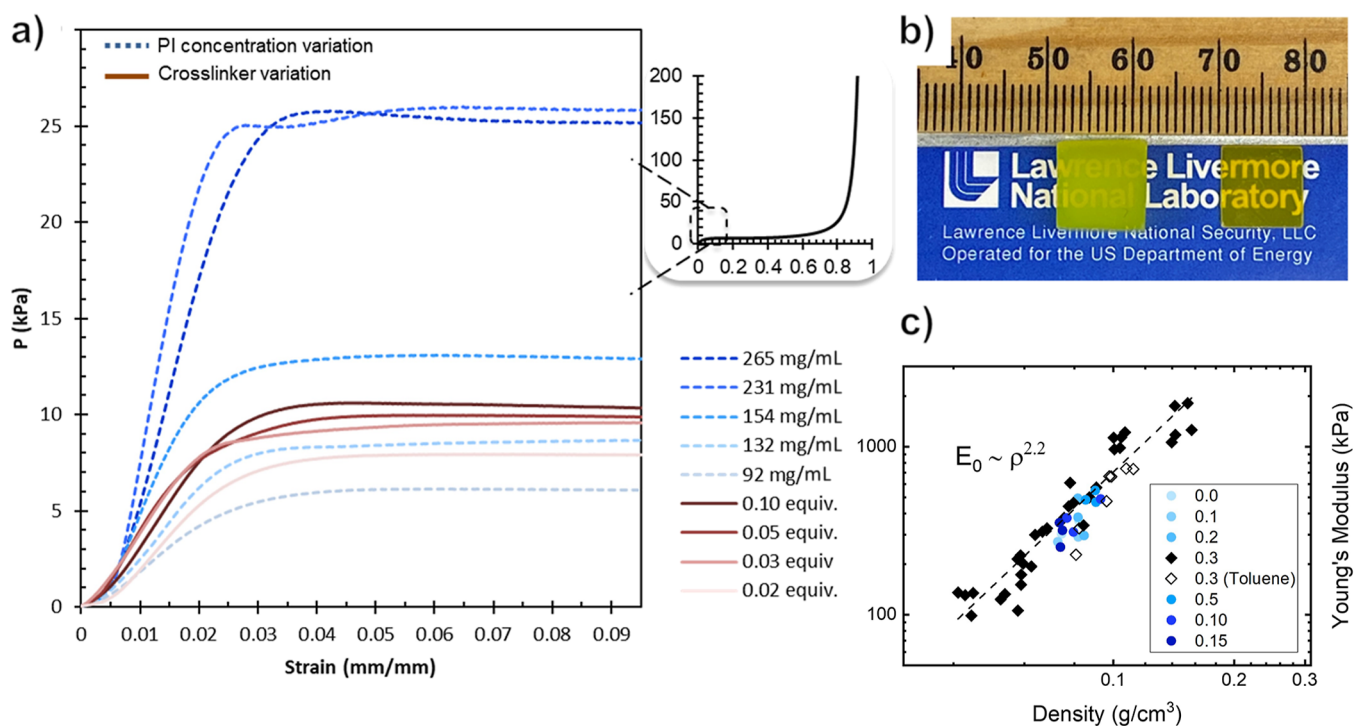 a)
30
25
20
15
10
5
0
P (kPa)
PI concentration variation
Crosslinker variation
0
0.01
0.02
0.03
0.04
0.05
0.06
0.07
0.08
0.09
Strain (mm/mm)
200
150
100
50
0
0
0.2
0.4
0.6
0.8
1
265 mg/mL
231 mg/mL
154 mg/mL
132 mg/mL
92 mg/mL
0.10 equiv.
0.05 equiv.
0.03 equiv
0.02 equiv.
b)
40 50 60 70 80
Lawrence Livermore
National Laboratory
Lawrence Livermore National Security, LLC
Operated for the US Department of Energy
c)
E₀ ~ ρ²·²
1000
100
Young's Modulus (kPa)
0.0
0.1
0.2
0.3
0.3 (Toluene)
0.5
0.10
0.15
0.1
0.2
0.3
Density (g/cm³)